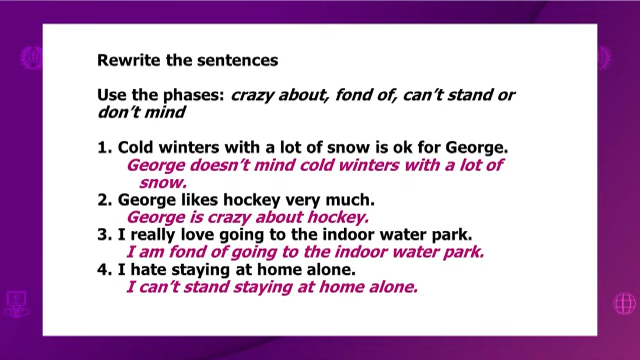 Rewrite the sentences
Use the phases: crazy about, fond of, can't stand or
don't mind
1. Cold winters with a lot of snow is ok for George.
George doesn't mind cold winters with a lot of
snow.
2. George likes hockey very much.
George is crazy about hockey.
3. I really love going to the indoor water park.
I am fond of going to the indoor water park.
4. I hate staying at home alone.
I can't stand staying at home alone.